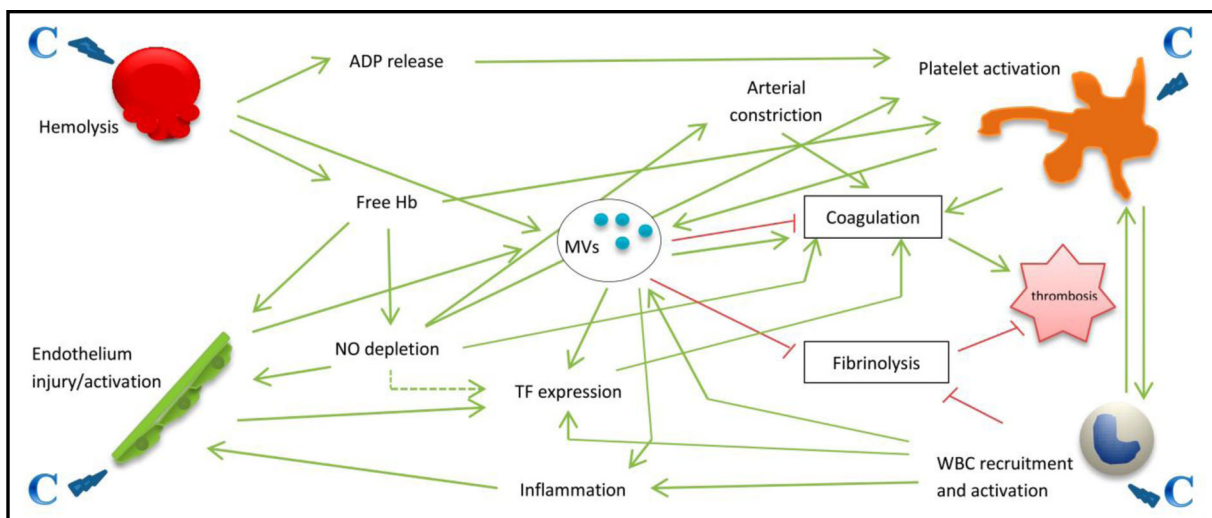 C
C
ADP release
Platelet activation
Hemolysis
Arterial
constriction
Free Hb
Coagulation
MVs
thrombosis
Endothelium
injury/activation
NO depletion
Fibrinolysis
TF expression
WBC recruitment
and activation
Inflammation
C
C